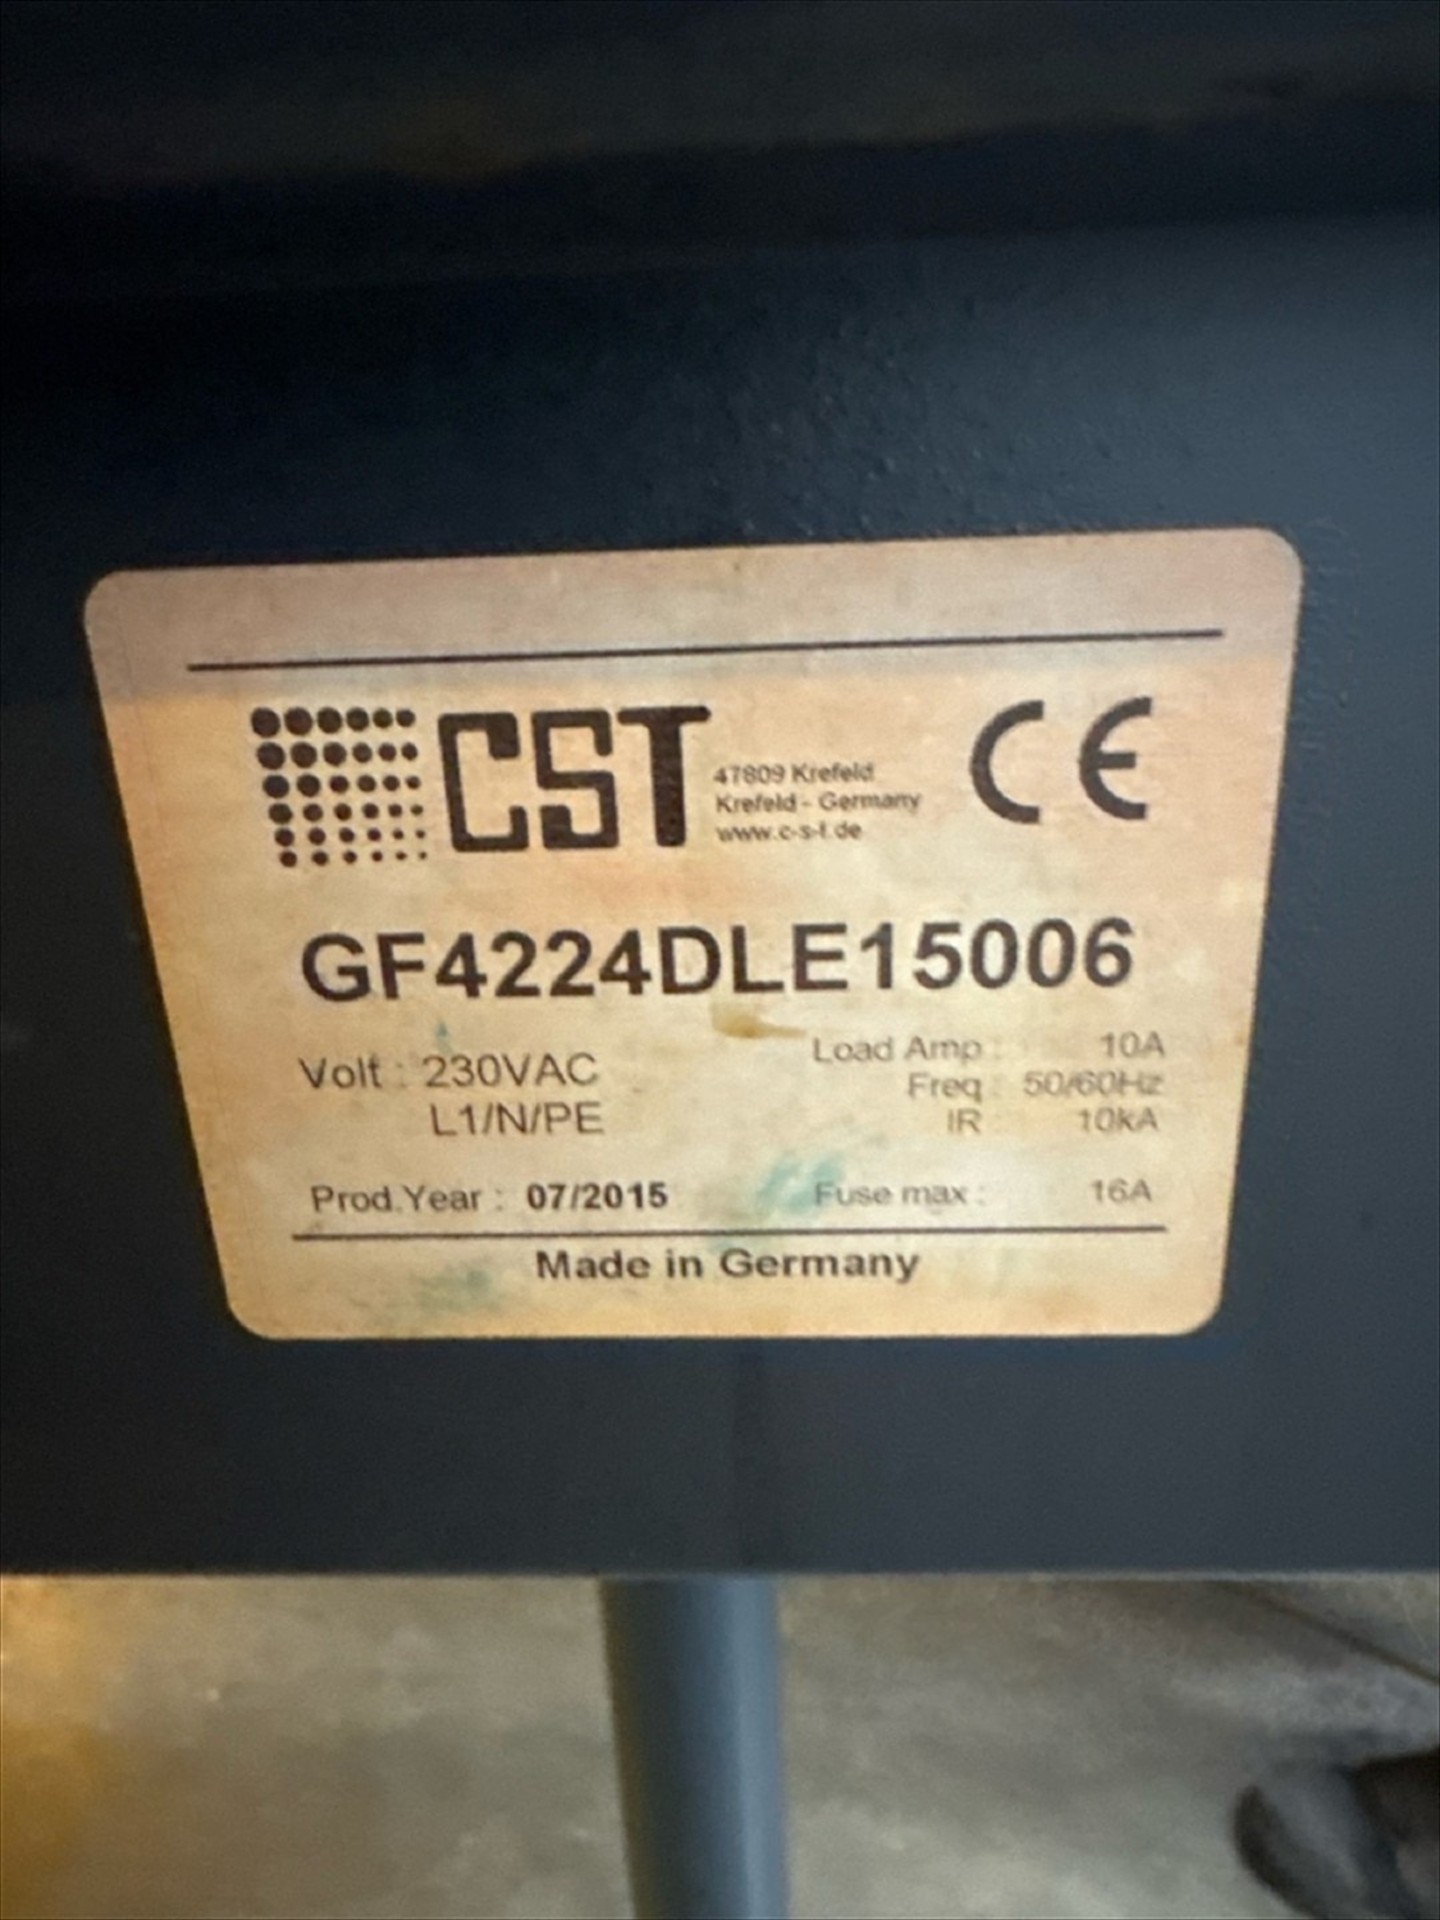 CST
47809 Krefeld
Krefeld - Germany
www.c-s-t.de
CE
GF4224DLE15006
Volt : 230VAC
L1/N/PE
Load Amp : 10A
Freq : 50/60Hz
IR 10kA
Prod.Year : 07/2015
Fuse max : 16A
Made in Germany